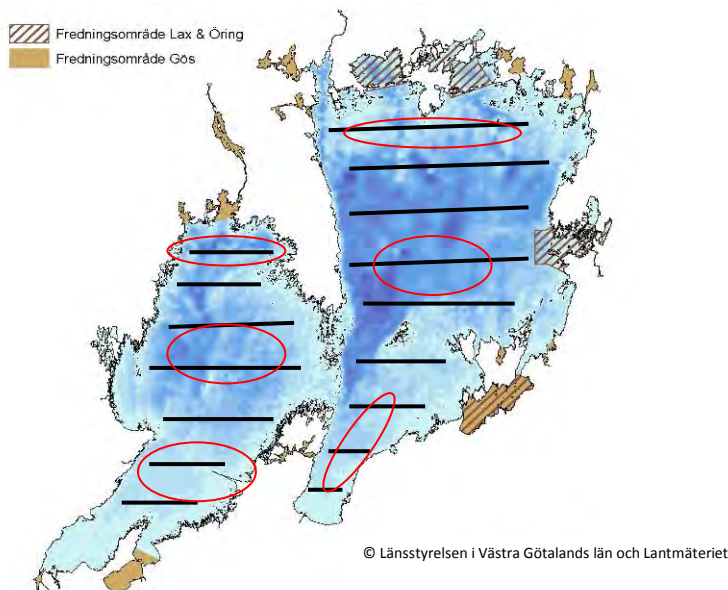 Fredningsområde Lax & Öring
Fredningsområde Gös
© Länsstyrelsen i Västra Götalands län och Lantmäteriet